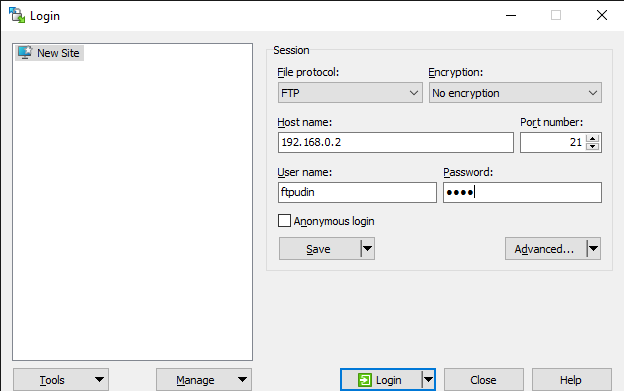 Login
New Site
Session
File protocol:
Encryption:
FTP
No encryption
Host name:
Port number:
192.168.0.2
21
User name:
Password:
ftpudin
●●●●
Anonymous login
Save
Advanced...
Tools
Manage
Login
Close
Help